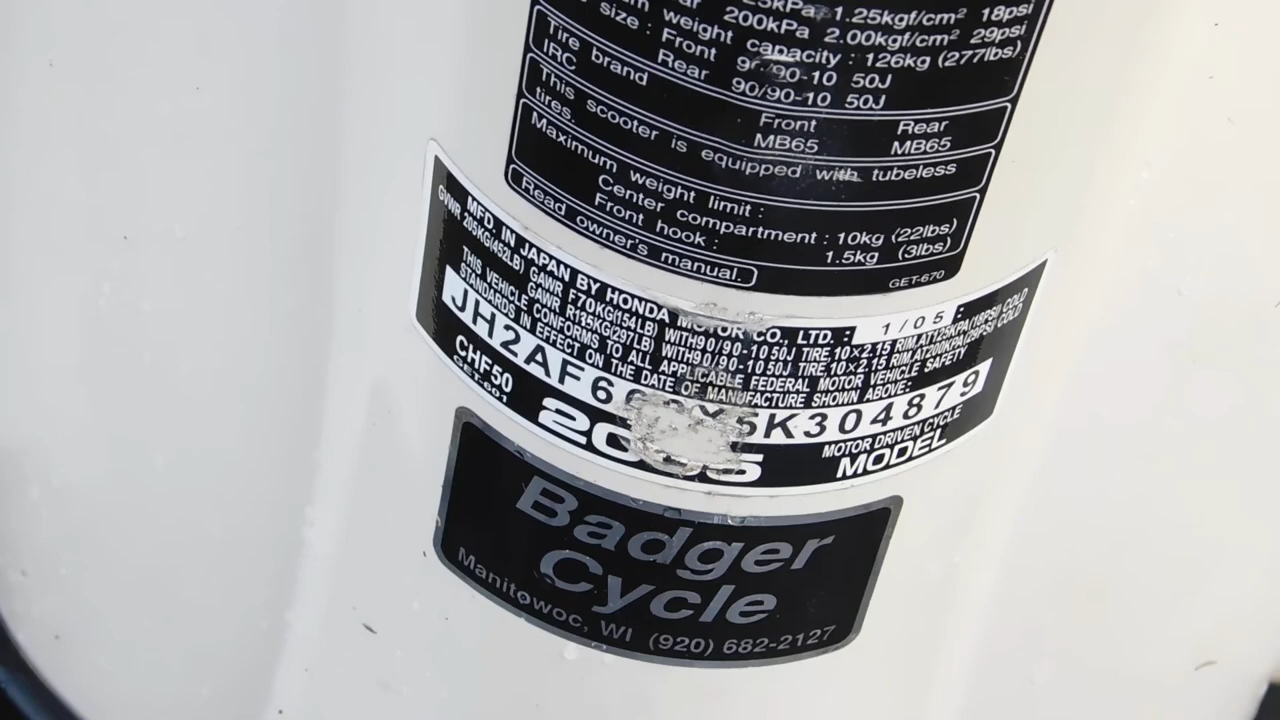 1.25kgf/cm² 18psi
200kPa 2.00kgf/cm² 29psi
weight capacity : 126kg (277lbs)
size : Front 90/90-10 50J
Rear 90/90-10 50J
Tire brand Front Rear
IRC MB65 MB65
This scooter is equipped with tubeless
tires.
Maximum weight limit :
Center compartment : 10kg (22lbs)
Front hook : 1.5kg (3lbs)
Read owner's manual.
GET-670
MFD. IN JAPAN BY HONDA MOTOR CO., LTD. : 1/05 :
GVWR 205KG(452LB) GAWR F70KG(154LB) WITH90/90-10 50J TIRE,10×2.15 RIM,AT125KPA(18PSI) COLD
GAWR R135KG(297LB) WITH90/90-10 50J TIRE,10×2.15 RIM,AT200KPA(29PSI) COLD
THIS VEHICLE CONFORMS TO ALL APPLICABLE FEDERAL MOTOR VEHICLE SAFETY
STANDARDS IN EFFECT ON THE DATE OF MANUFACTURE SHOWN ABOVE:
JH2AF6 5K304879
CHF50 MOTOR DRIVEN CYCLE
GET-601 2005 MODEL
Badger
Cycle
Manitowoc, WI (920) 682-2127